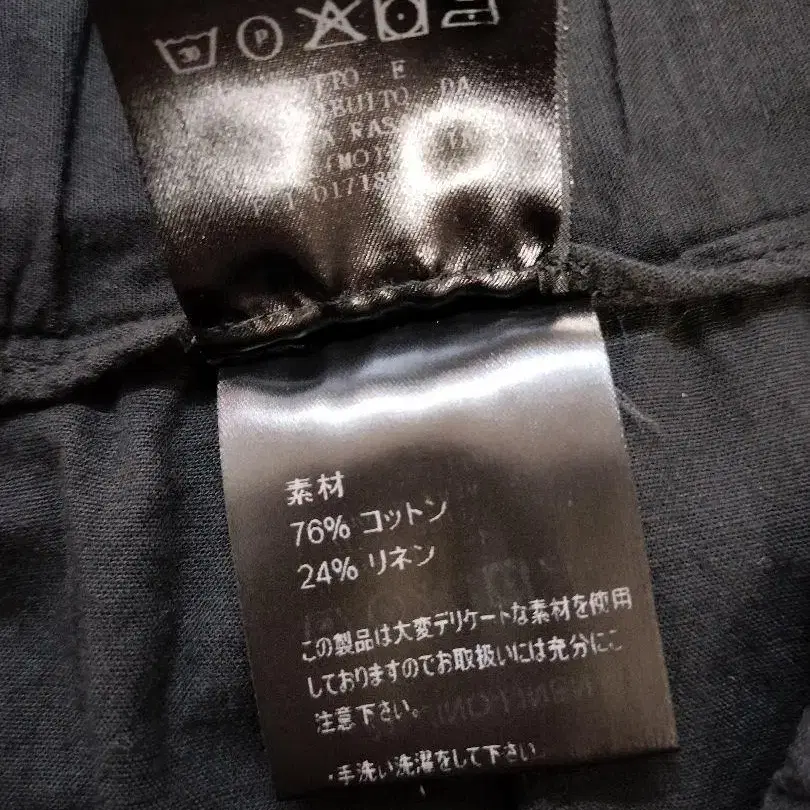 30 P
E
DA
P I 01718
素材
76% コットン
24% リネン
この製品は大変デリケートな素材を使用
しておりますのでお取扱いには充分にご
注意下さい。
・手洗い洗濯をして下さい